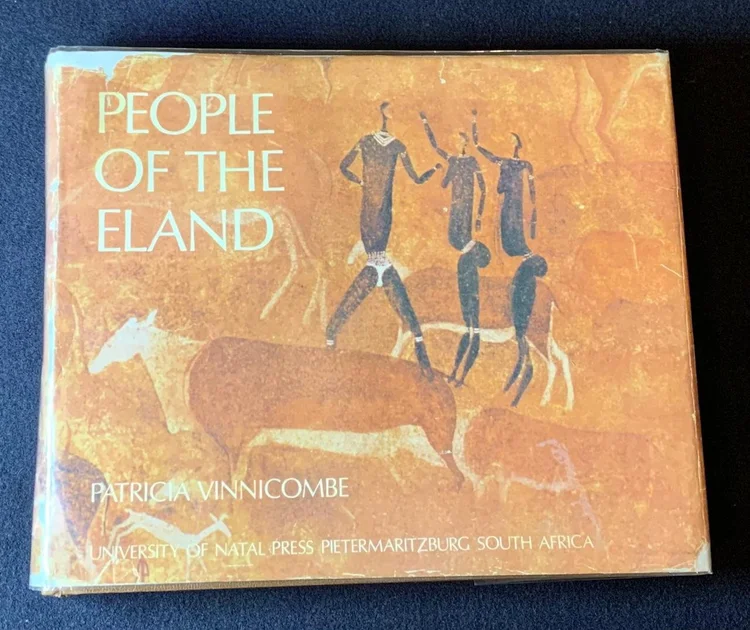 PEOPLE
OF THE
ELAND
PATRICIA VINNICOMBE
UNIVERSITY OF NATAL PRESS PIETERMARITZBURG SOUTH AFRICA